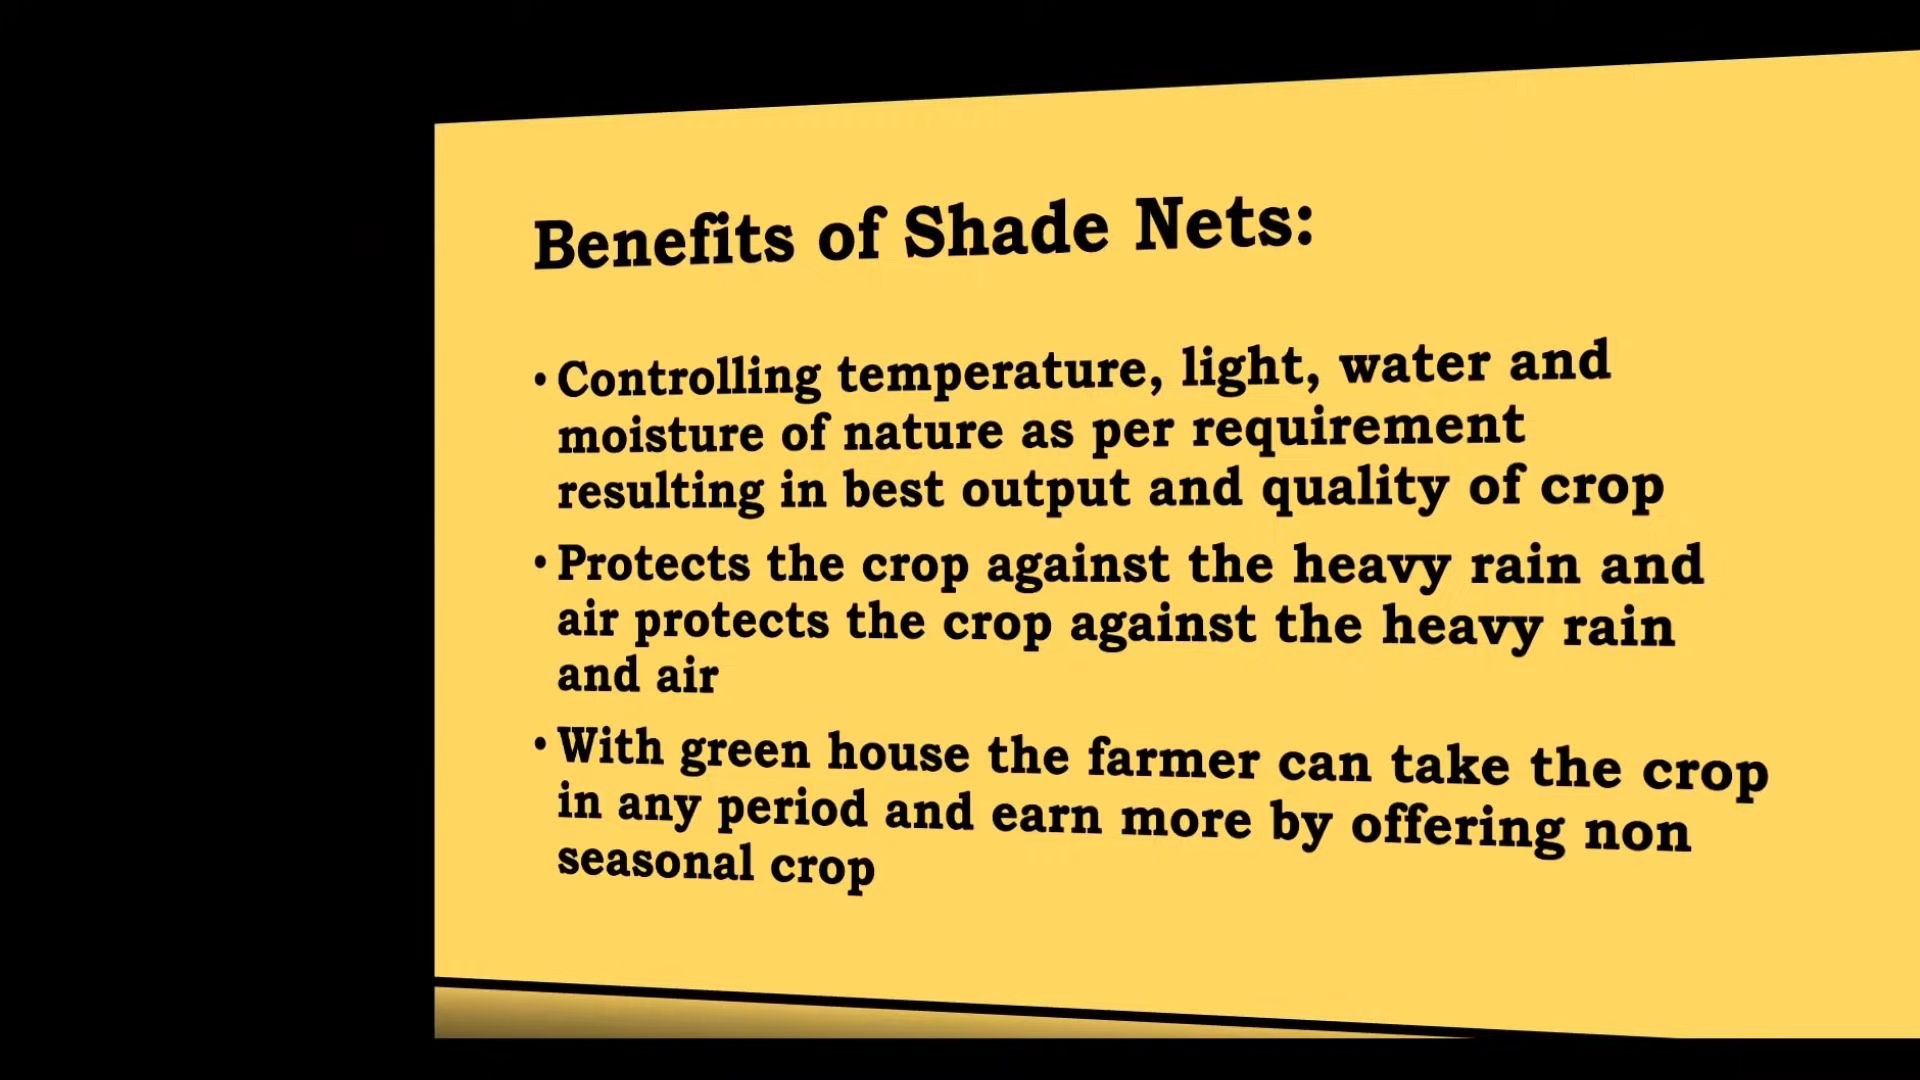 Benefits of Shade Nets:
• Controlling temperature, light, water and
moisture of nature as per requirement
resulting in best output and quality of crop
• Protects the crop against the heavy rain and
air protects the crop against the heavy rain
and air
• With green house the farmer can take the crop
in any period and earn more by offering non
seasonal crop